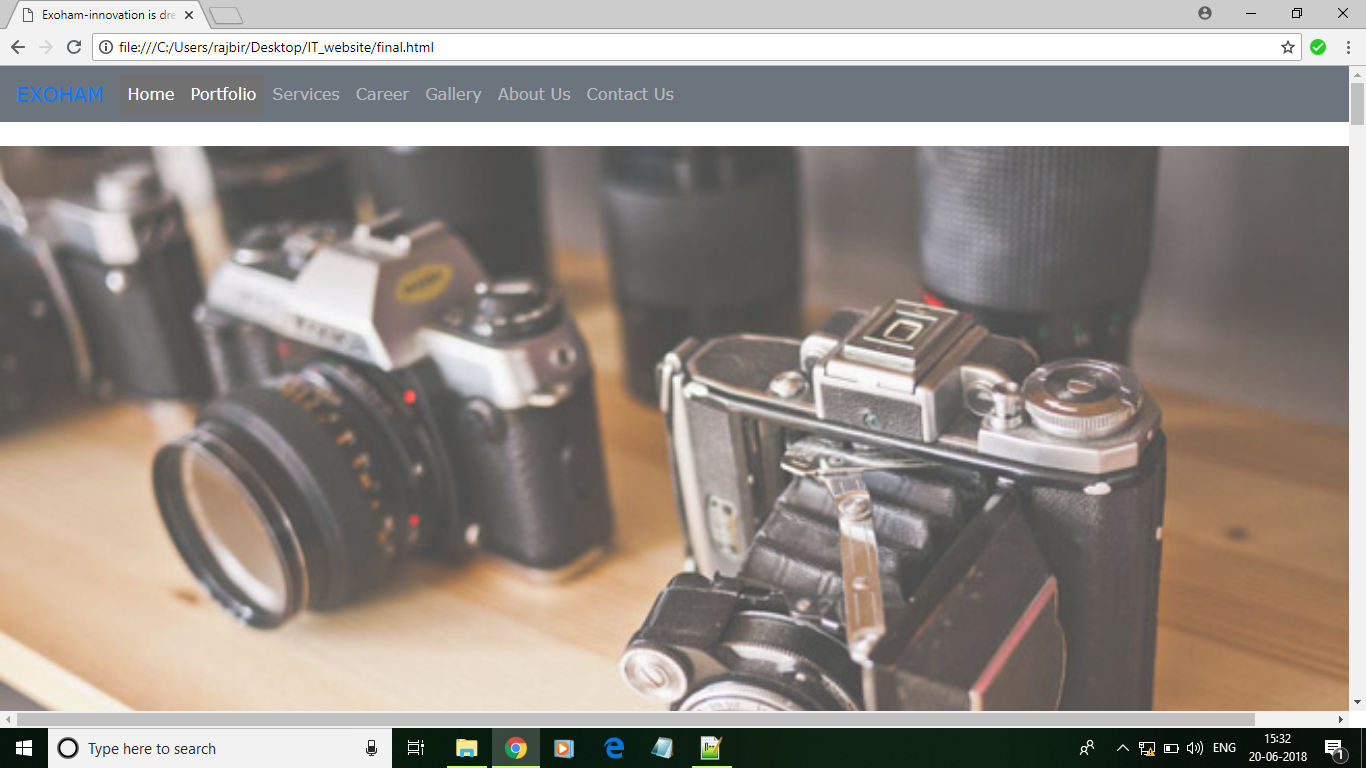 Exoham-innovation is dre
file:///C:/Users/rajbir/Desktop/IT_website/final.html
EXOHAM Home Portfolio Services Career Gallery About Us Contact Us
Type here to search
ENG
15:32
20-06-2018
1